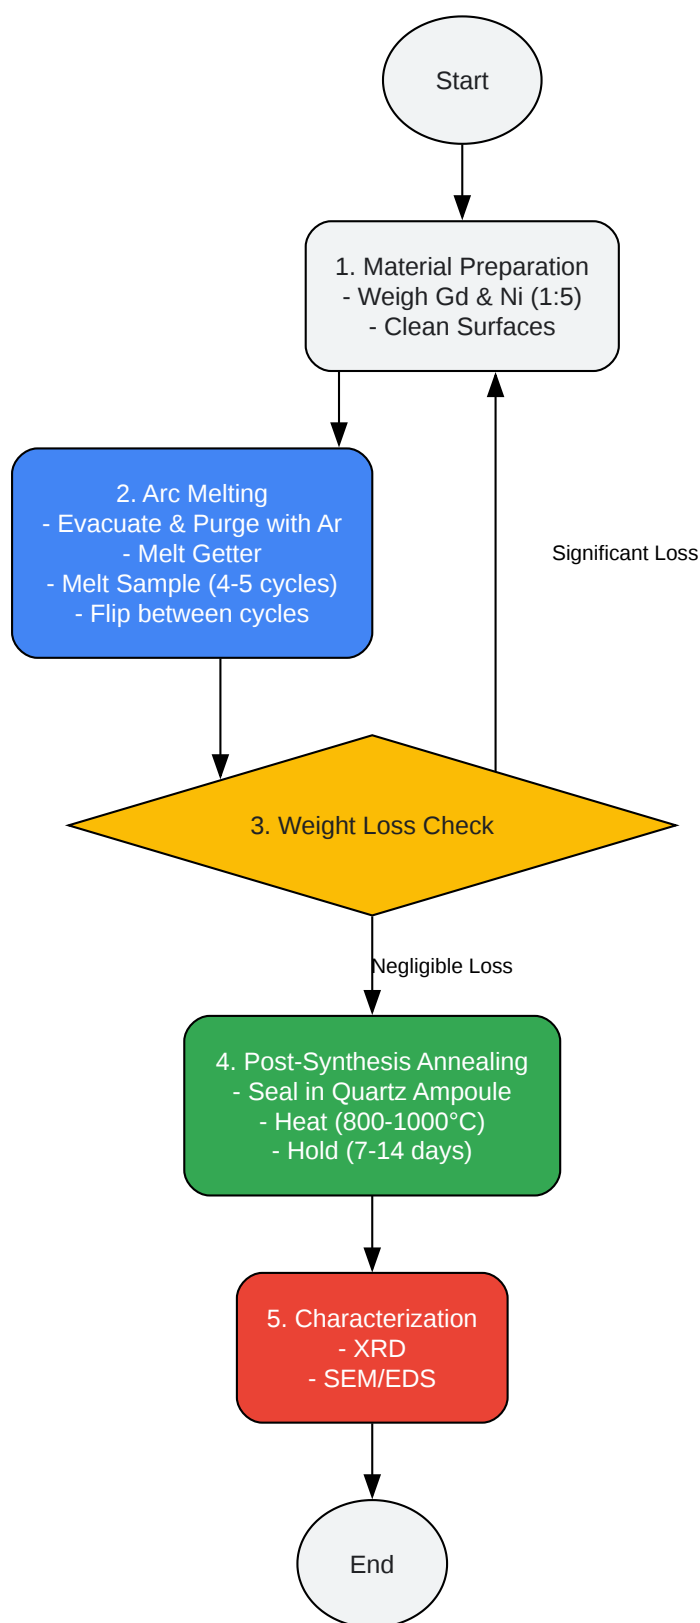 Start
1. Material Preparation
- Weigh Gd & Ni (1:5)
- Clean Surfaces
2. Arc Melting
- Evacuate & Purge with Ar
- Melt Getter
- Melt Sample (4-5 cycles)
- Flip between cycles
Significant Loss
3. Weight Loss Check
Negligible Loss
4. Post-Synthesis Annealing
- Seal in Quartz Ampoule
- Heat (800-1000°C)
- Hold (7-14 days)
5. Characterization
- XRD
- SEM/EDS
End